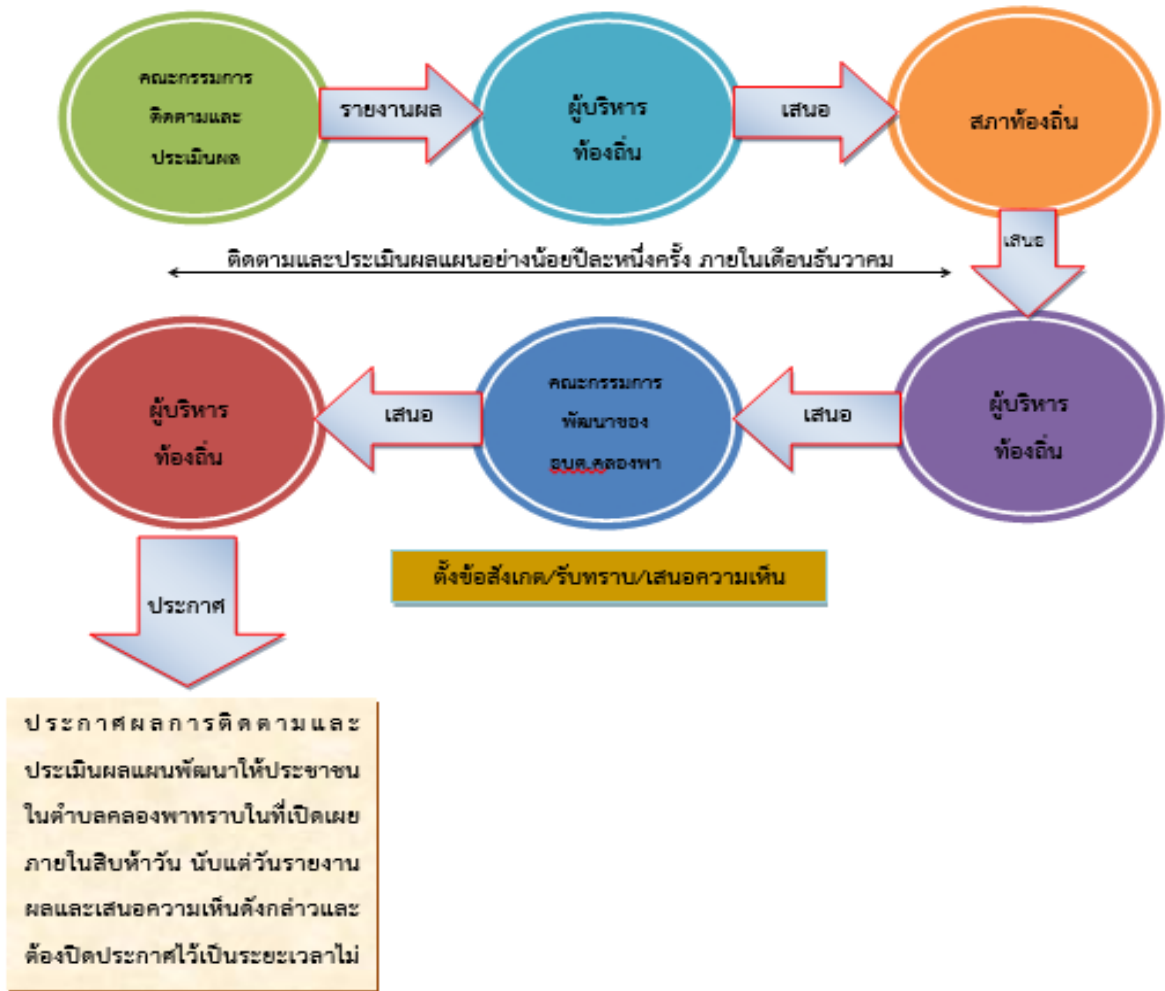 คณะกรรมการ
ติดตามและ
ประเมินผล
รายงานผล
ผู้บริหาร
ท้องถิ่น
เสนอ
สภาท้องถิ่น
เสนอ
ติดตามและประเมินผลแผนอย่างน้อยปีละหนึ่งครั้ง ภายในเดือนธันวาคม
ผู้บริหาร
ท้องถิ่น
เสนอ
คณะกรรมการ
พัฒนาของ
อบต.คลองพา
เสนอ
ผู้บริหาร
ท้องถิ่น
ตั้งข้อสังเกต/รับทราบ/เสนอความเห็น
ประกาศ
ประกาศผลการติดตามและ
ประเมินผลแผนพัฒนาให้ประชาชน
ในตำบลคลองพาทราบในที่เปิดเผย
ภายในสิบห้าวัน นับแต่วันรายงาน
ผลและเสนอความเห็นดังกล่าวและ
ต้องปิดประกาศไว้เป็นระยะเวลาไม่